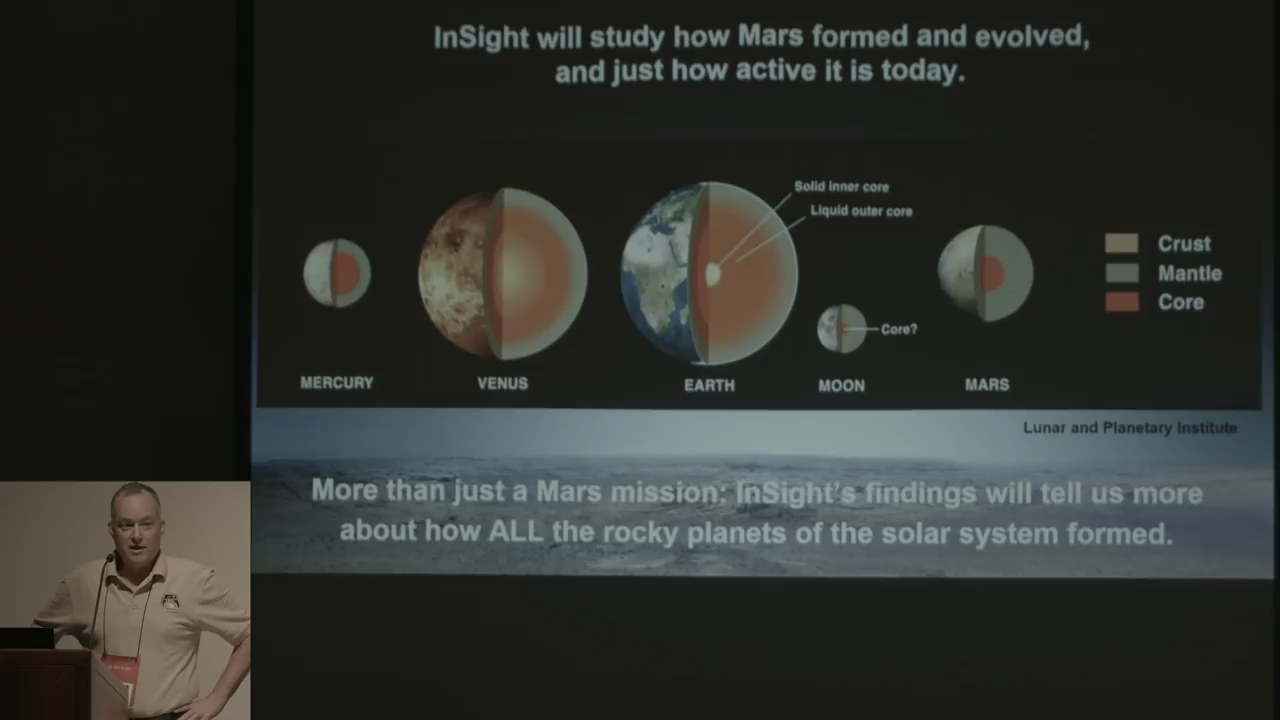 InSight will study how Mars formed and evolved,
and just how active it is today.
Solid inner core
Liquid outer core
Crust
Mantle
Core
Core?
MERCURY
VENUS
EARTH
MOON
MARS
Lunar and Planetary Institute
More than just a Mars mission: InSight's findings will tell us more
about how ALL the rocky planets of the solar system formed.